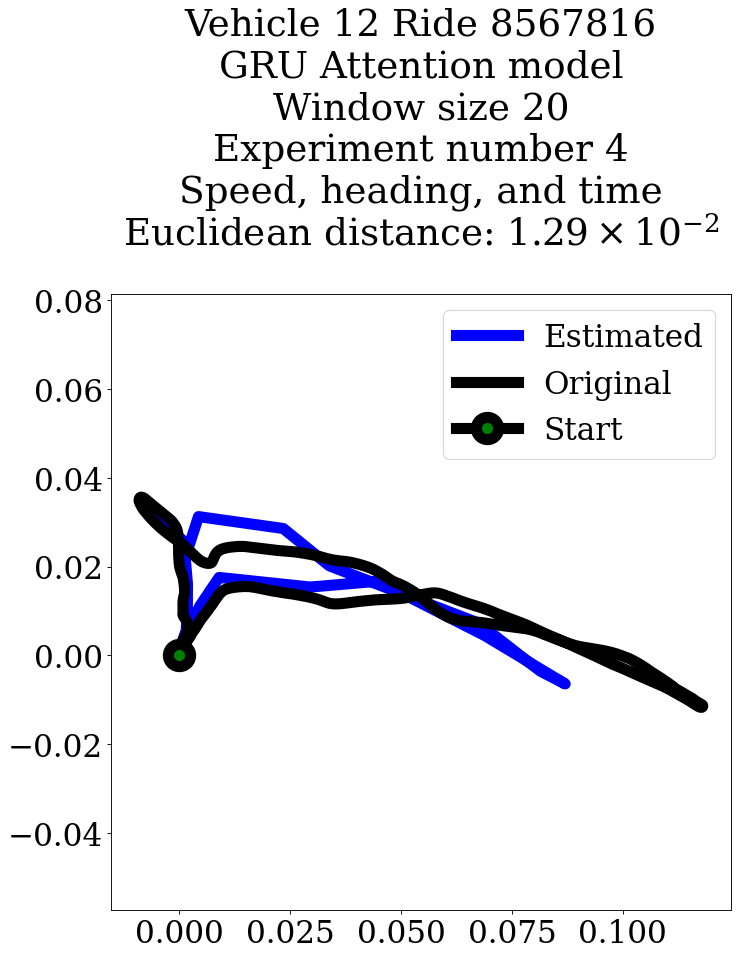 Vehicle 12 Ride 8567816
GRU Attention model
Window size 20
Experiment number 4
Speed, heading, and time
Euclidean distance: 1.29 × 10⁻²
Estimated
Original
Start
0.08
0.06
0.04
0.02
0.00
−0.02
−0.04
0.000 0.025 0.050 0.075 0.100